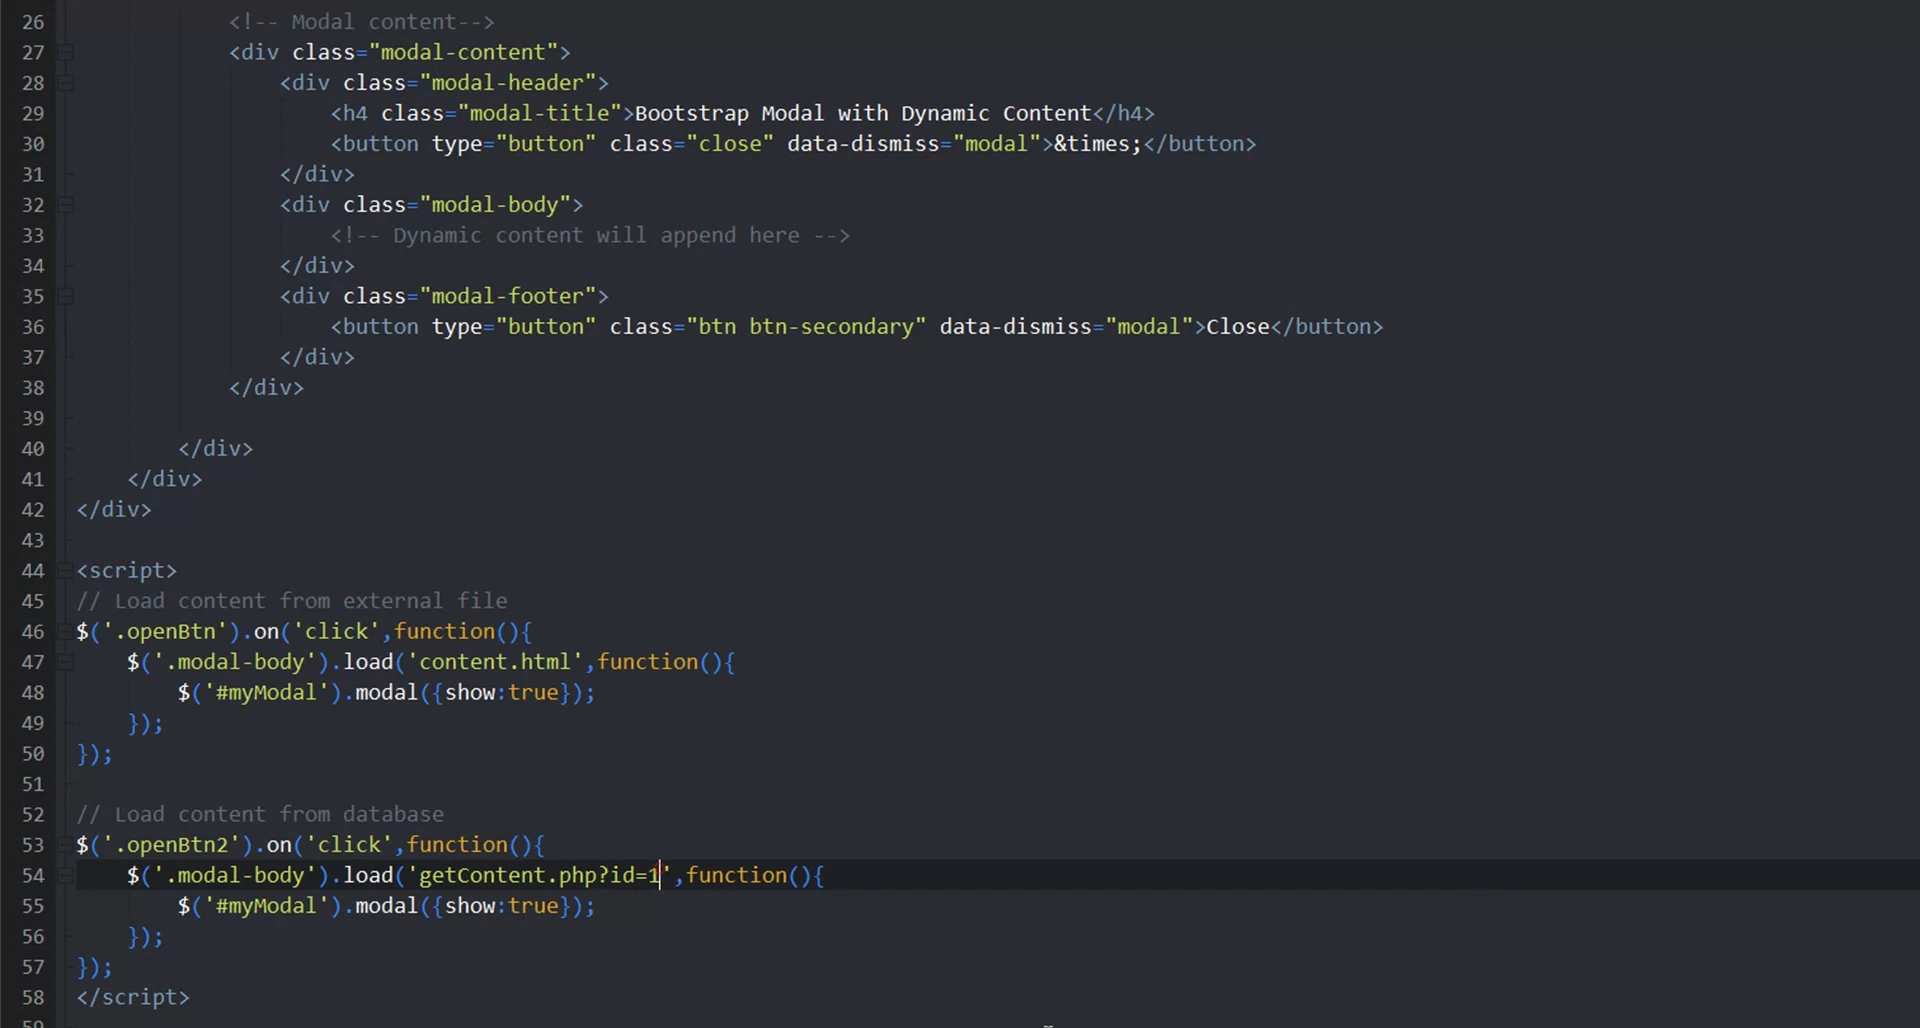 26 <!-- Modal content-->
27 <div class="modal-content">
28 <div class="modal-header">
29 <h4 class="modal-title">Bootstrap Modal with Dynamic Content</h4>
30 <button type="button" class="close" data-dismiss="modal">&times;</button>
31 </div>
32 <div class="modal-body">
33 <!-- Dynamic content will append here -->
34 </div>
35 <div class="modal-footer">
36 <button type="button" class="btn btn-secondary" data-dismiss="modal">Close</button>
37 </div>
38 </div>
39
40 </div>
41 </div>
42 </div>
43
44 <script>
45 // Load content from external file
46 $('.openBtn').on('click',function(){
47 $('.modal-body').load('content.html',function(){
48 $('#myModal').modal({show:true});
49 });
50 });
51
52 // Load content from database
53 $('.openBtn2').on('click',function(){
54 $('.modal-body').load('getContent.php?id=1',function(){
55 $('#myModal').modal({show:true});
56 });
57 });
58 </script>
59